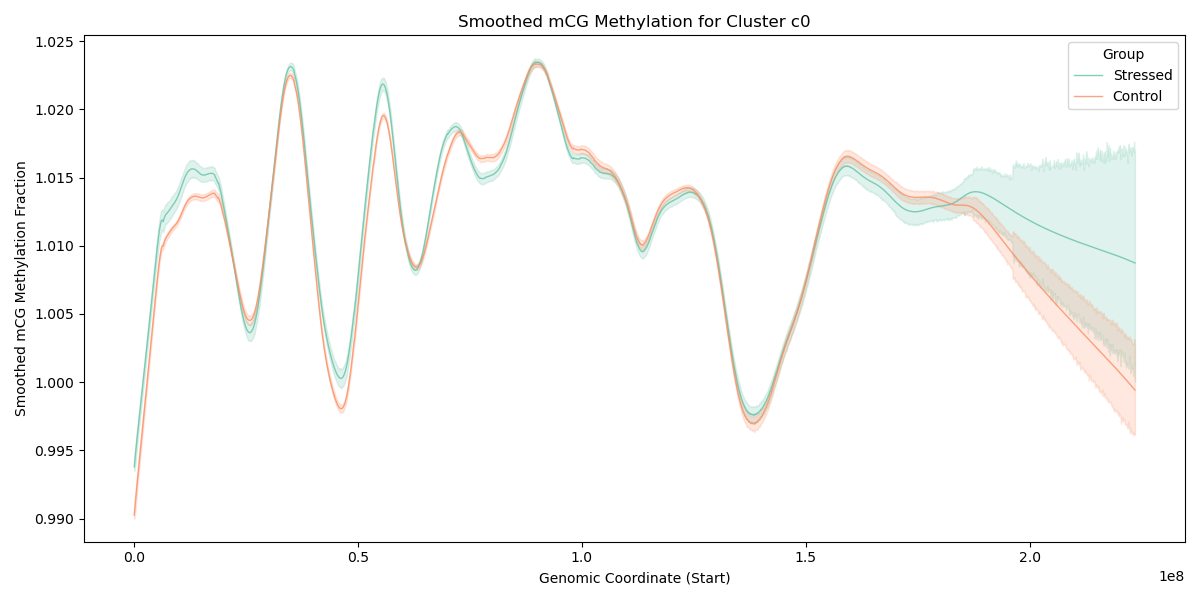 Smoothed mCG Methylation for Cluster c0
Smoothed mCG Methylation Fraction
1.025
1.020
1.015
1.010
1.005
1.000
0.995
0.990
Group
Stressed
Control
0.0
0.5
1.0
1.5
2.0
1e8
Genomic Coordinate (Start)